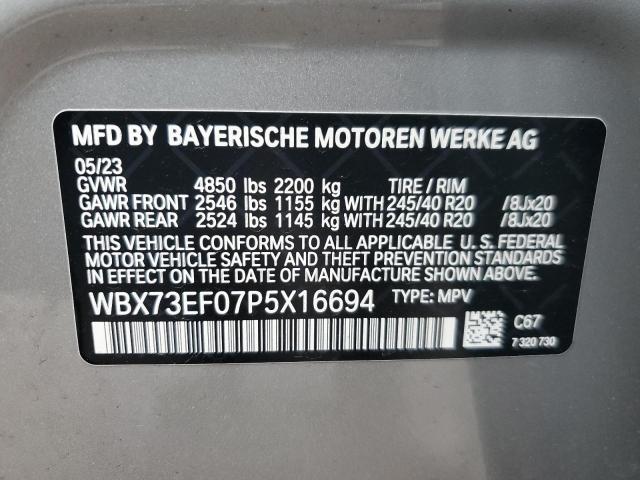 MFD BY BAYERISCHE MOTOREN WERKE AG
05/23
GVWR 4850 lbs 2200 kg TIRE / RIM
GAWR FRONT 2546 lbs 1155 kg WITH 245/40 R20 /8Jx20
GAWR REAR 2524 lbs 1145 kg WITH 245/40 R20 /8Jx20
THIS VEHICLE CONFORMS TO ALL APPLICABLE U. S. FEDERAL
MOTOR VEHICLE SAFETY AND THEFT PREVENTION STANDARDS
IN EFFECT ON THE DATE OF MANUFACTURE SHOWN ABOVE.
WBX73EF07P5X16694 TYPE: MPV
C67
7 320 730